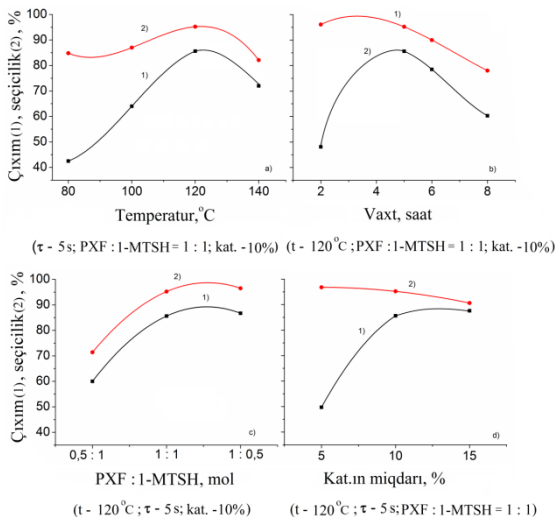 Çıxım(1), seçicilik(2), %
100
90
80
70
60
50
40
2)
1)
a)
80 100 120 140
Temperatur,°C
(τ - 5s; PXF : 1-MTSH = 1 : 1; kat. -10%)
1)
2)
b)
2 4 6 8
Vaxt, saat
(t - 120°C ; PXF : 1-MTSH = 1 : 1; kat. -10%)
Çıxım(1), seçicilik(2), %
100
90
80
70
60
50
40
2)
1)
c)
0,5 : 1 1 : 1 1 : 0,5
PXF : 1-MTSH, mol
(t - 120°C ; τ - 5s; kat. -10%)
2)
1)
d)
5 10 15
Kat.ın miqdarı, %
(t - 120°C ; τ - 5s; PXF : 1-MTSH = 1 : 1)